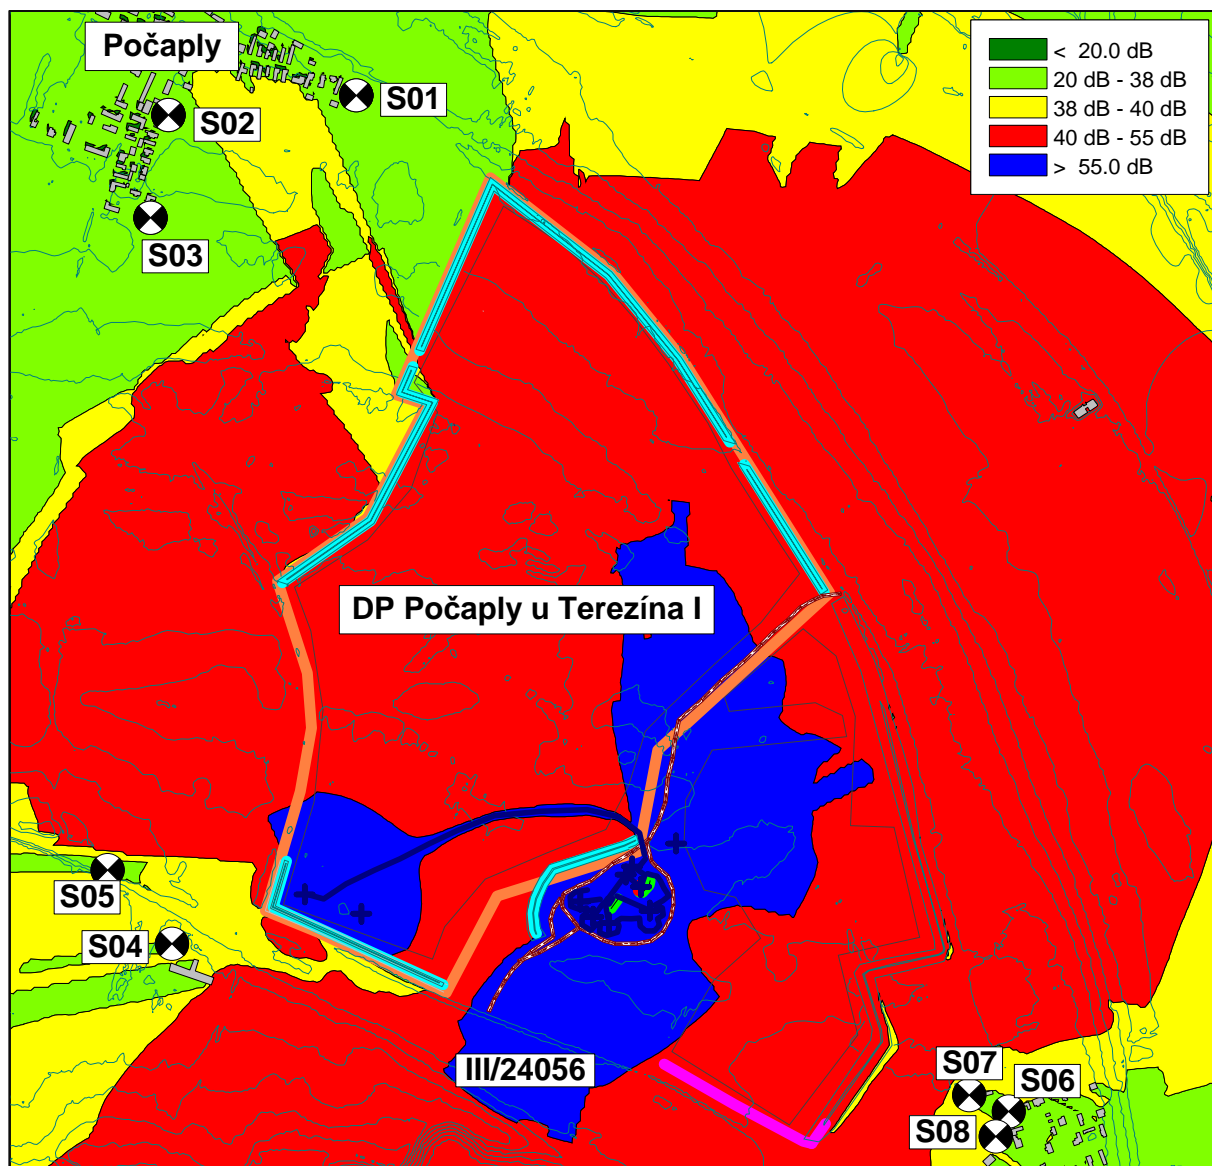 Počaply
S01
S02
S03
< 20.0 dB
20 dB - 38 dB
38 dB - 40 dB
40 dB - 55 dB
> 55.0 dB
DP Počaply u Terezína I
S05
S04
III/24056
S07
S06
S08